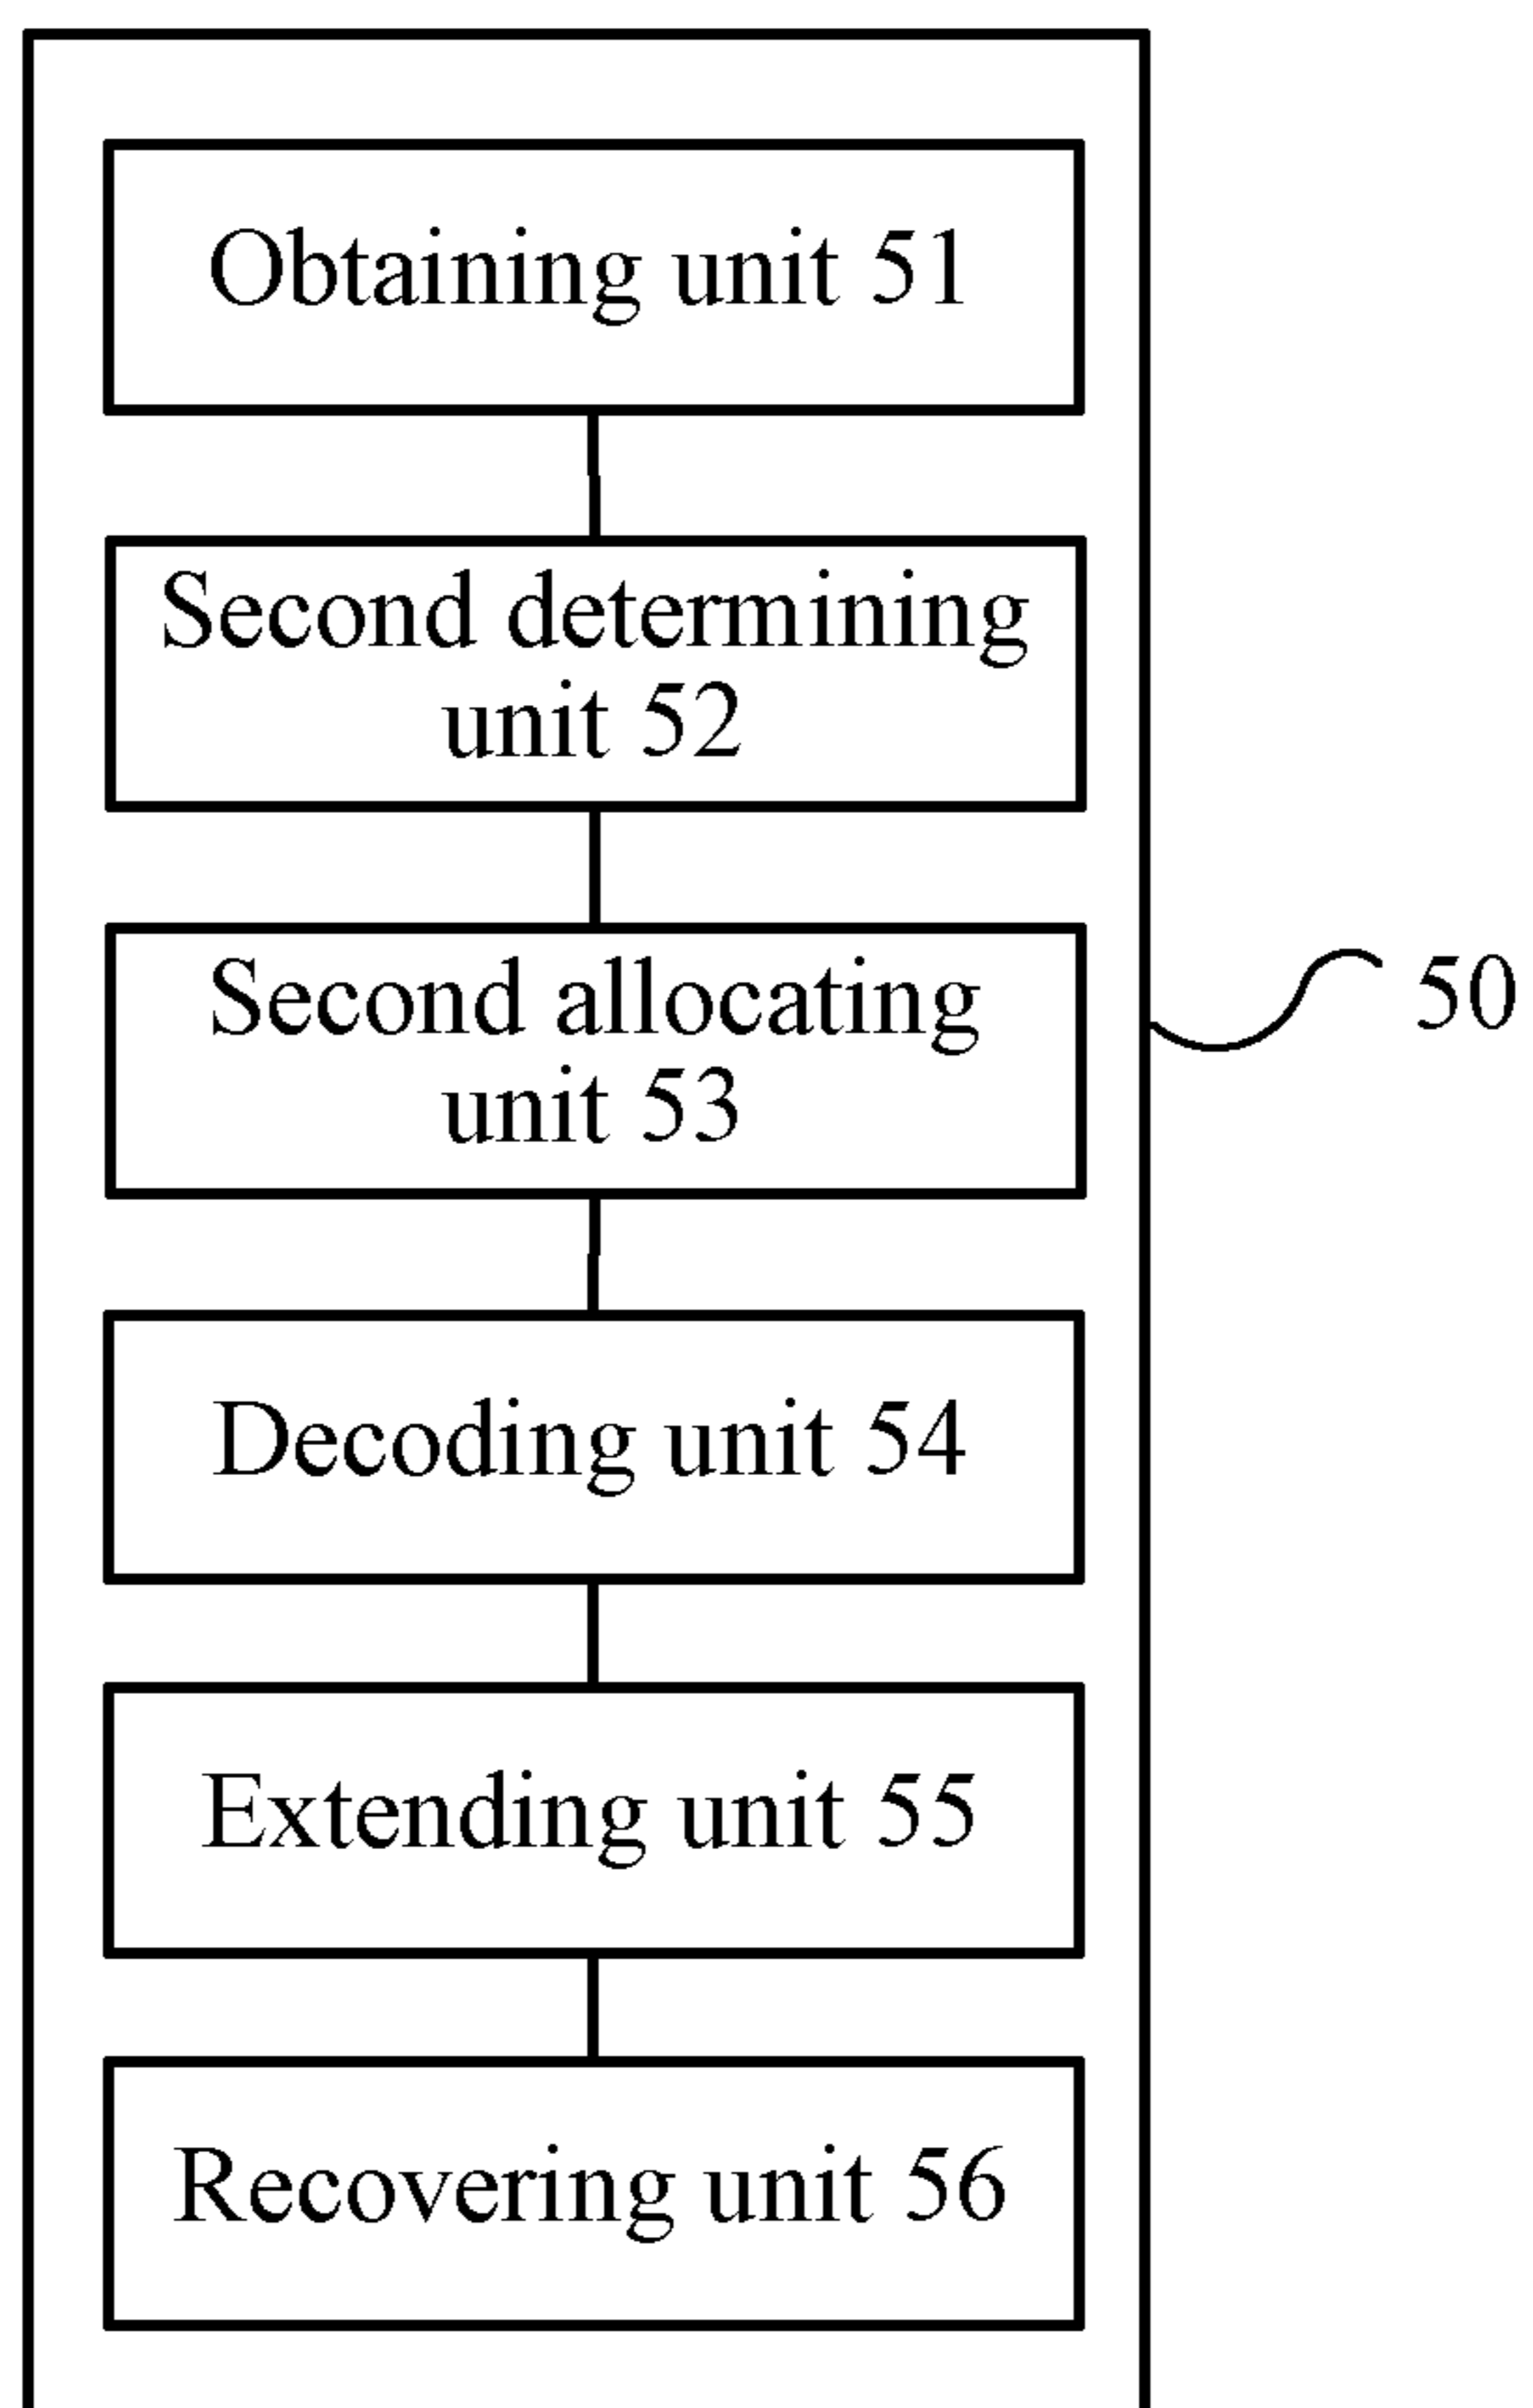 Obtaining unit 51
Second determining
unit 52
Second allocating
unit 53
50
Decoding unit 54
Extending unit 55
Recovering unit 56